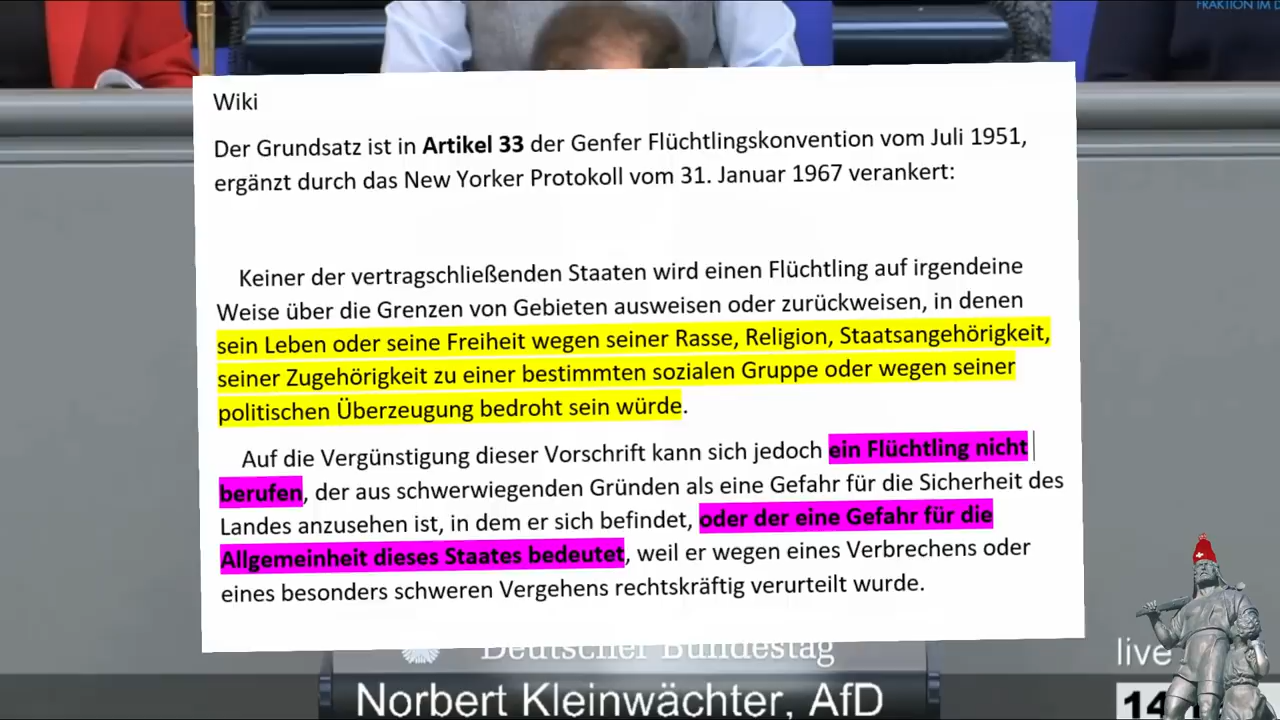 FRAKTION IM D
Wiki
Der Grundsatz ist in Artikel 33 der Genfer Flüchtlingskonvention vom Juli 1951,
ergänzt durch das New Yorker Protokoll vom 31. Januar 1967 verankert:
Keiner der vertragschließenden Staaten wird einen Flüchtling auf irgendeine
Weise über die Grenzen von Gebieten ausweisen oder zurückweisen, in denen
sein Leben oder seine Freiheit wegen seiner Rasse, Religion, Staatsangehörigkeit,
seiner Zugehörigkeit zu einer bestimmten sozialen Gruppe oder wegen seiner
politischen Überzeugung bedroht sein würde.
Auf die Vergünstigung dieser Vorschrift kann sich jedoch ein Flüchtling nicht
berufen, der aus schwerwiegenden Gründen als eine Gefahr für die Sicherheit des
Landes anzusehen ist, in dem er sich befindet, oder der eine Gefahr für die
Allgemeinheit dieses Staates bedeutet, weil er wegen eines Verbrechens oder
eines besonders schweren Vergehens rechtskräftig verurteilt wurde.
Deutscher Bundestag
live
Norbert Kleinwächter, AfD